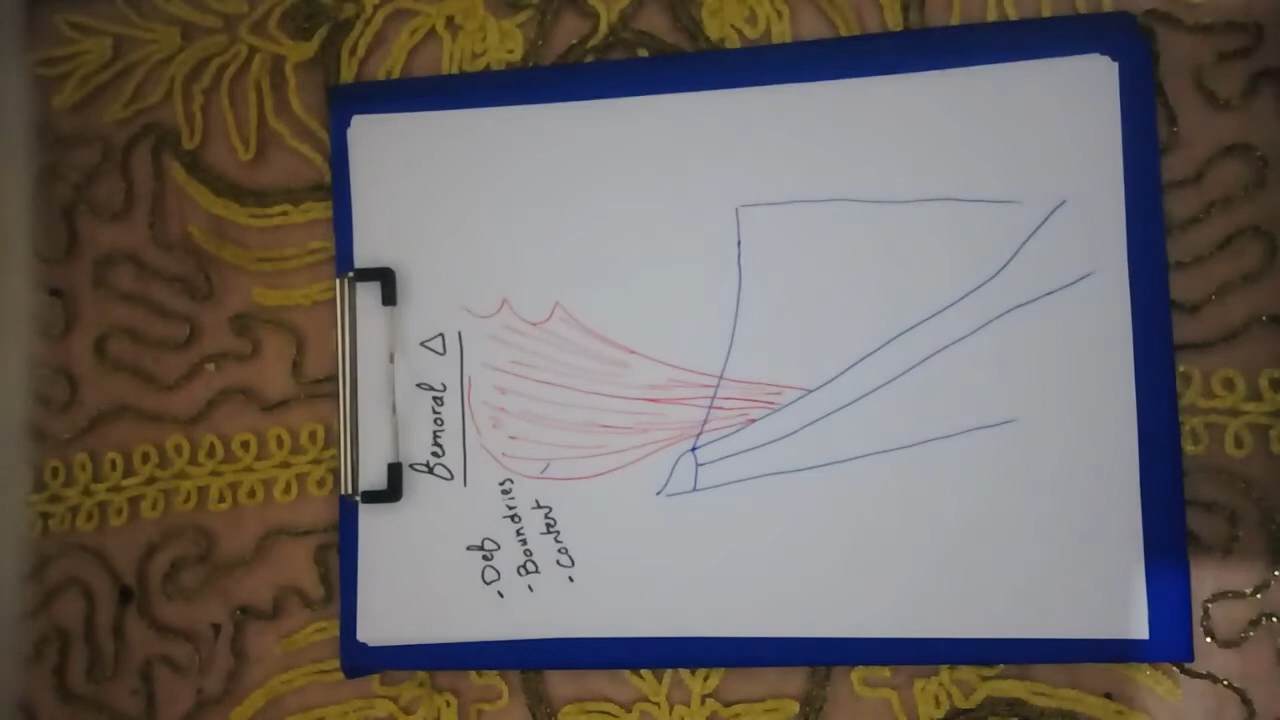 Femoral △
- Def
- Boundries
- Content